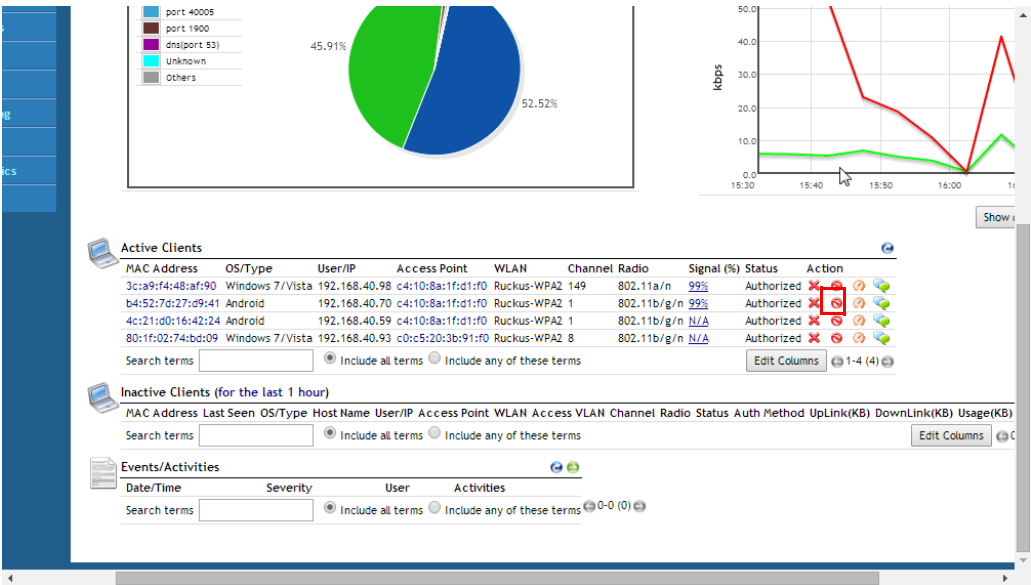 port 40005
port 1900
dns(port 53)
Unknown
Others
45.91%
52.52%
kbps
50.0
40.0
30.0
20.0
10.0
0.0
15:30 15:40 15:50 16:00
ics
Show
Active Clients
MAC Address OS/Type User/IP Access Point WLAN Channel Radio Signal (%) Status Action
3c:a9:f4:48:af:90 Windows 7/Vista 192.168.40.98 c4:10:8a:1f:d1:f0 Ruckus-WPA2 149 802.11a/n 99% Authorized
b4:52:7d:27:d9:41 Android 192.168.40.70 c4:10:8a:1f:d1:f0 Ruckus-WPA2 1 802.11b/g/n 99% Authorized
4c:21:d0:16:42:24 Android 192.168.40.59 c4:10:8a:1f:d1:f0 Ruckus-WPA2 1 802.11b/g/n N/A Authorized
80:1f:02:74:bd:09 Windows 7/Vista 192.168.40.93 c0:c5:20:3b:91:f0 Ruckus-WPA2 8 802.11b/g/n N/A Authorized
Search terms Include all terms Include any of these terms Edit Columns 1-4 (4)
Inactive Clients (for the last 1 hour)
MAC Address Last Seen OS/Type Host Name User/IP Access Point WLAN Access VLAN Channel Radio Status Auth Method UpLink(KB) DownLink(KB) Usage(KB)
Search terms Include all terms Include any of these terms Edit Columns
Events/Activities
Date/Time Severity User Activities
Search terms Include all terms Include any of these terms 0-0 (0)